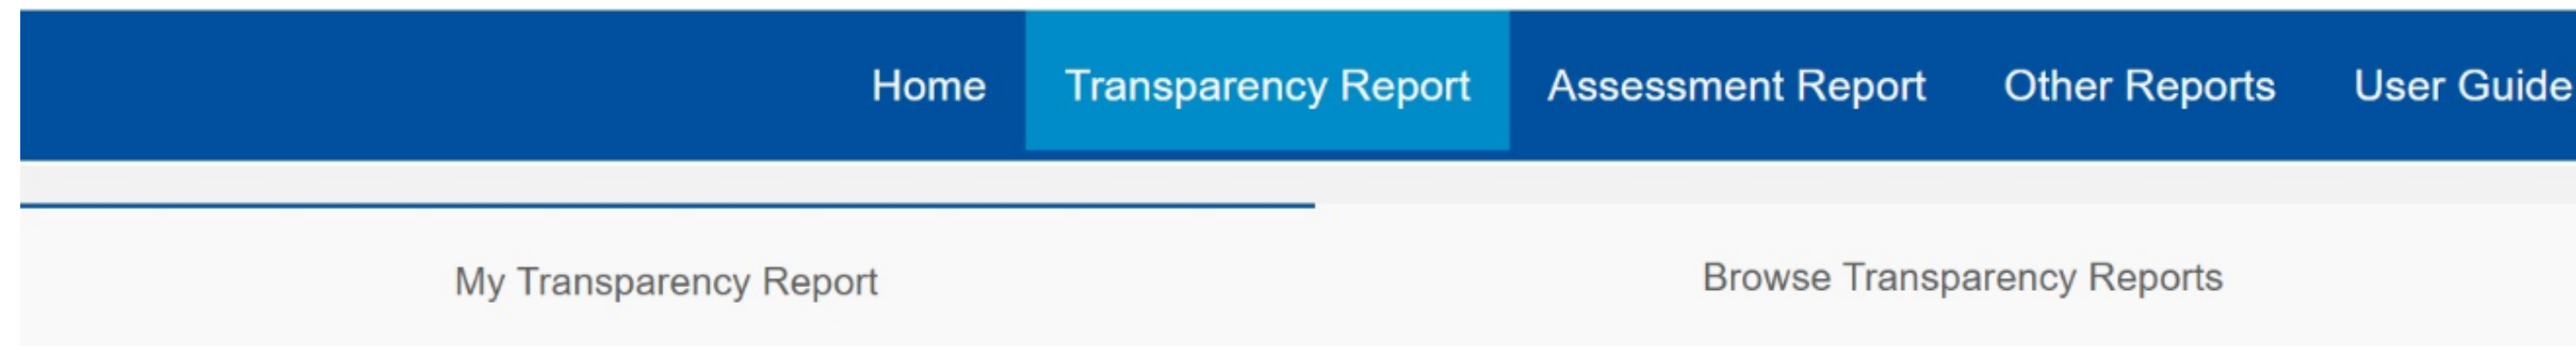 Home Transparency Report Assessment Report Other Reports User Guide
My Transparency Report Browse Transparency Reports